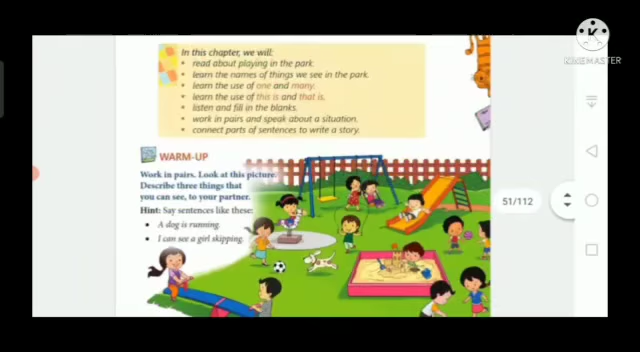 In this chapter, we will:
• read about playing in the park.
• learn the names of things we see in the park.
• learn the use of one and many.
• learn the use of this is and that is.
• listen and fill in the blanks.
• work in pairs and speak about a situation.
• connect parts of sentences to write a story.
WARM-UP
Work in pairs. Look at this picture.
Describe three things that
you can see, to your partner.
Hint: Say sentences like these:
• A dog is running.
• I can see a girl skipping.
51/112
K
KINEMASTER